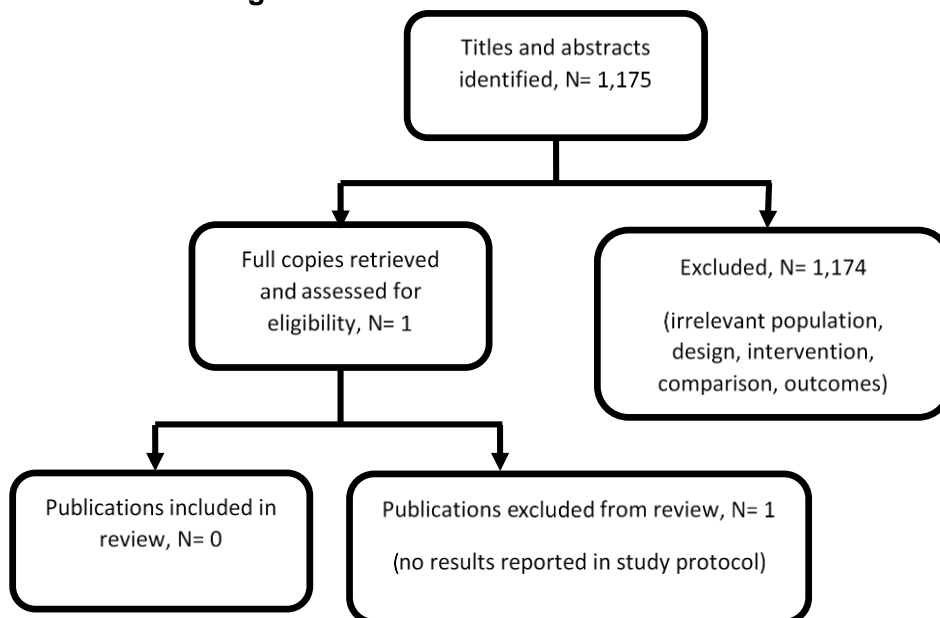 Titles and abstracts
identified, N= 1,175
Full copies retrieved
and assessed for
eligibility, N= 1
Excluded, N= 1,174
(irrelevant population,
design, intervention,
comparison, outcomes)
Publications included in
review, N= 0
Publications excluded from review, N= 1
(no results reported in study protocol)